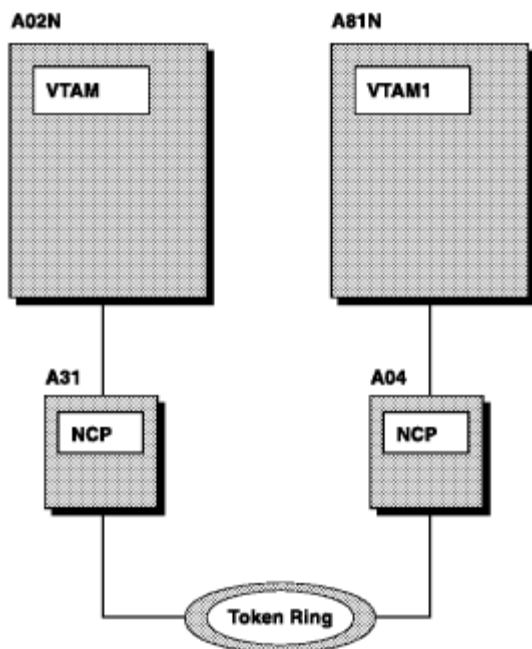 A02N
A81N
VTAM
VTAM1
A31
A04
NCP
NCP
Token Ring